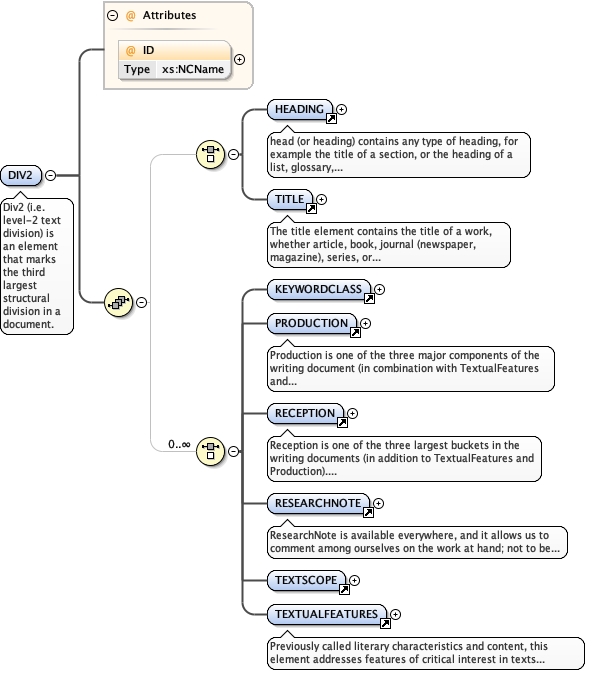 @ Attributes
@ ID
Type xs:NCName
HEADING
head (or heading) contains any type of heading, for
example the title of a section, or the heading of a
list, glossary,...
DIV2
Div2 (i.e.
level-2 text
division) is
an element
that marks
the third
largest
structural
division in a
document.
TITLE
The title element contains the title of a work,
whether article, book, journal (newspaper,
magazine), series, or...
KEYWORDCLASS
PRODUCTION
Production is one of the three major components of the
writing document (in combination with TextualFeatures
and...
0..∞
RECEPTION
Reception is one of the three largest buckets in the
writing documents (in addition to TextualFeatures and
Production)....
RESEARCHNOTE
ResearchNote is available everywhere, and it allows us to
comment among ourselves on the work at hand; not to be...
TEXTSCOPE
TEXTUALFEATURES
Previously called literary characteristics and content, this
element addresses features of critical interest in texts...